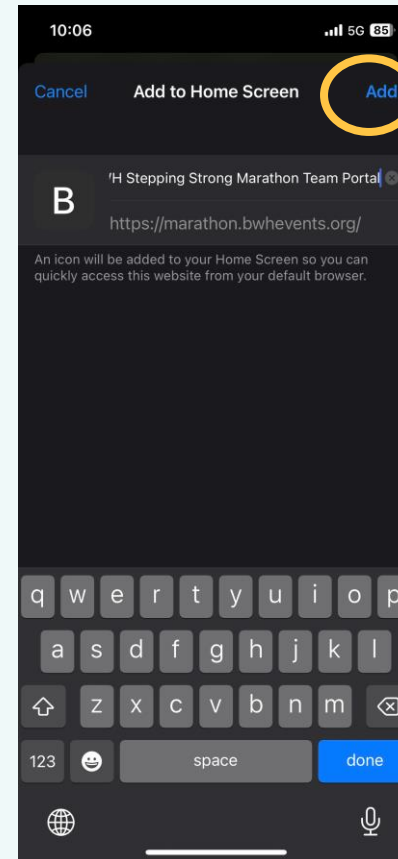 10:06
5G 85
Cancel Add to Home Screen Add
B
H Stepping Strong Marathon Team Portal
https://marathon.bwhevents.org/
An icon will be added to your Home Screen so you can
quickly access this website from your default browser.
q w e r t y u i o p
a s d f g h j k l
z x c v b n m
123 space done